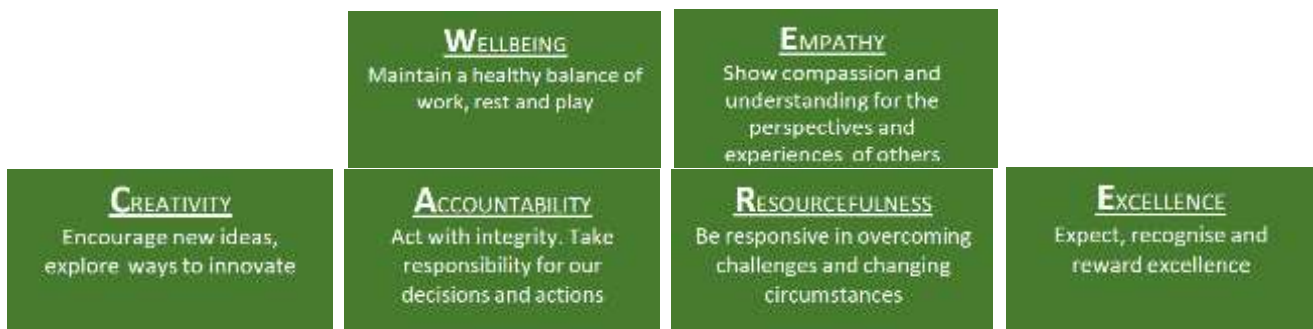 WELLBEING
Maintain a healthy balance of
work, rest and play
EMPATHY
Show compassion and
understanding for the
perspectives and
experiences of others
CREATIVITY
Encourage new ideas,
explore ways to innovate
ACCOUNTABILITY
Act with integrity. Take
responsibility for our
decisions and actions
RESOURCEFULNESS
Be responsive in overcoming
challenges and changing
circumstances
EXCELLENCE
Expect, recognise and
reward excellence